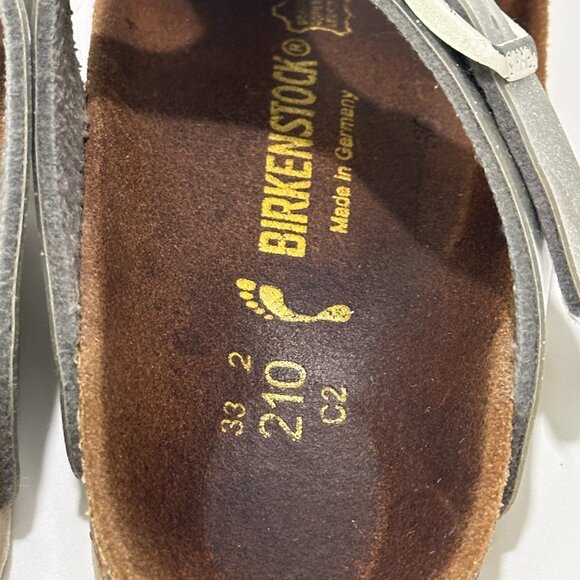 BIRKENSTOCK®
Made in Germany
33 2
210
C2